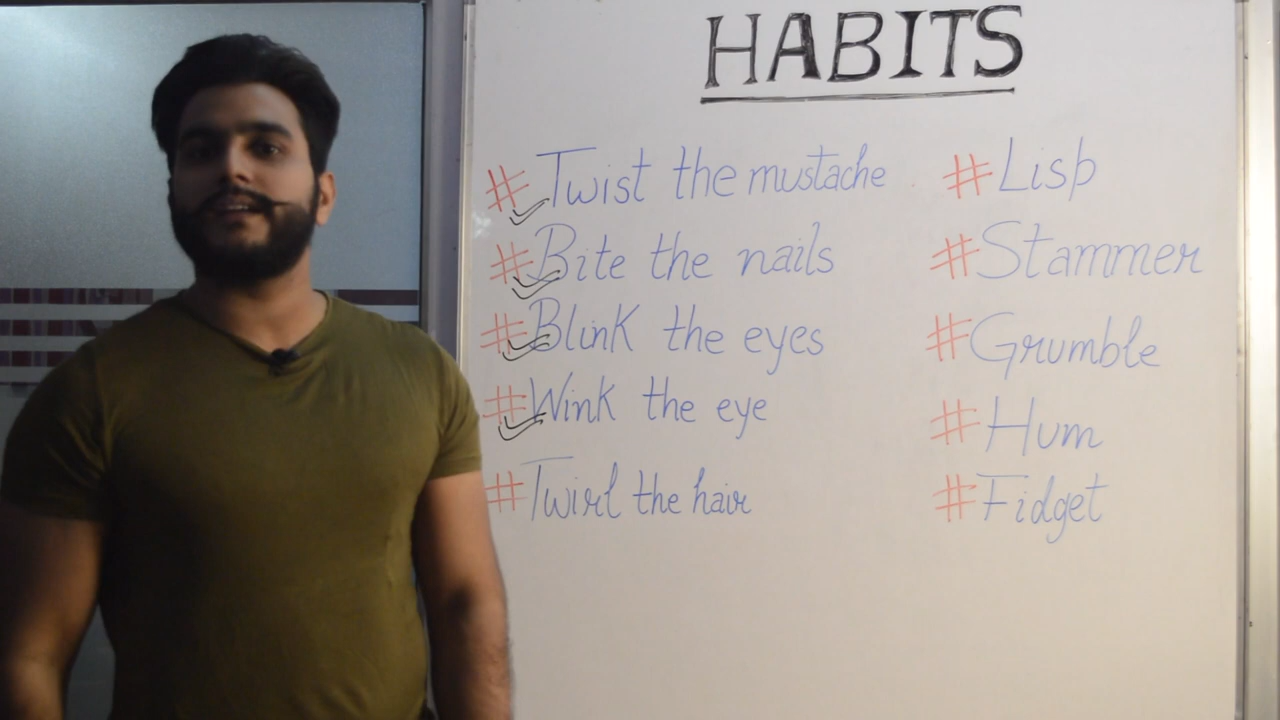 HABITS
# Twist the mustache
# Bite the nails
# Blink the eyes
# Wink the eye
# Twirl the hair
# Lisp
# Stammer
# Grumble
# Hum
# Fidget